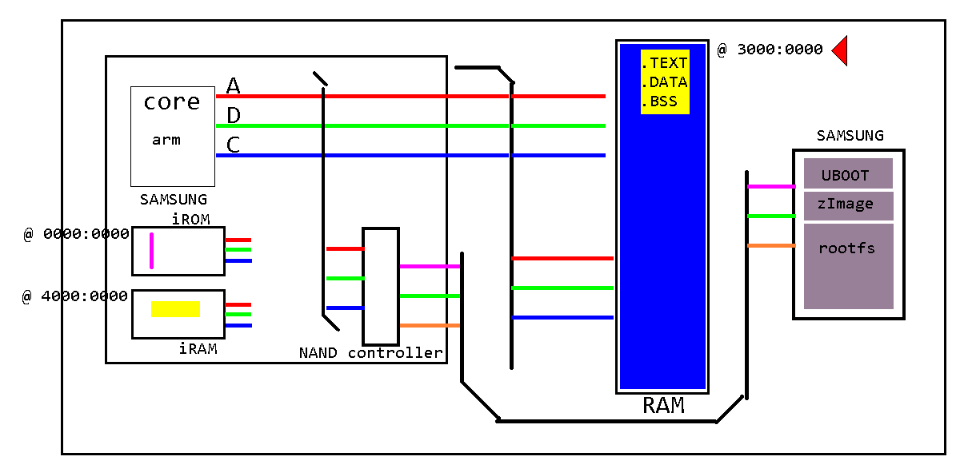 @ 3000:0000
.TEXT
.DATA
.BSS
A
core
D
arm
C
SAMSUNG
SAMSUNG
UBOOT
zImage
rootfs
iROM
@ 0000:0000
@ 4000:0000
iRAM
NAND controller
RAM